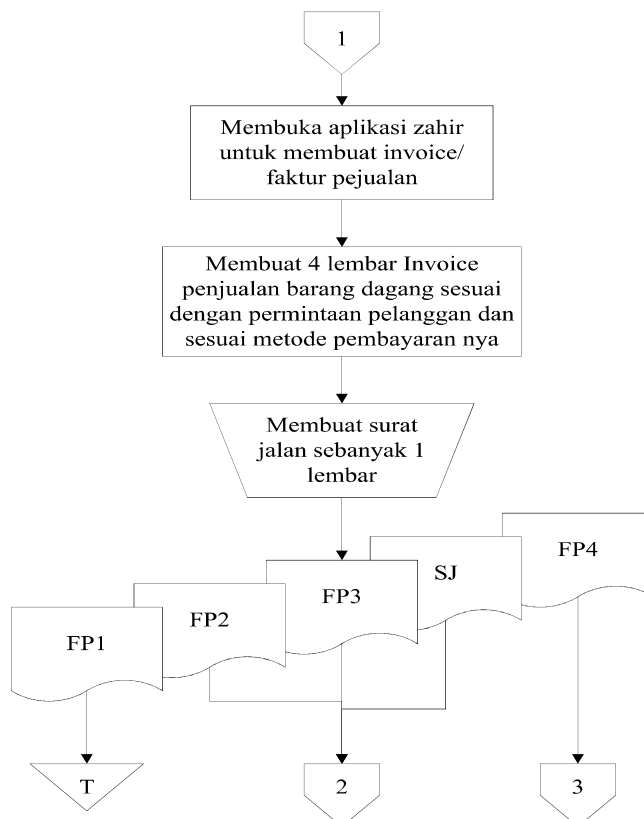 1
Membuka aplikasi zahir
untuk membuat invoice/
faktur pejualan
Membuat 4 lembar Invoice
penjualan barang dagang sesuai
dengan permintaan pelanggan dan
sesuai metode pembayaran nya
Membuat surat
jalan sebanyak 1
lembar
FP1
FP2
FP3
SJ
FP4
T
2
3